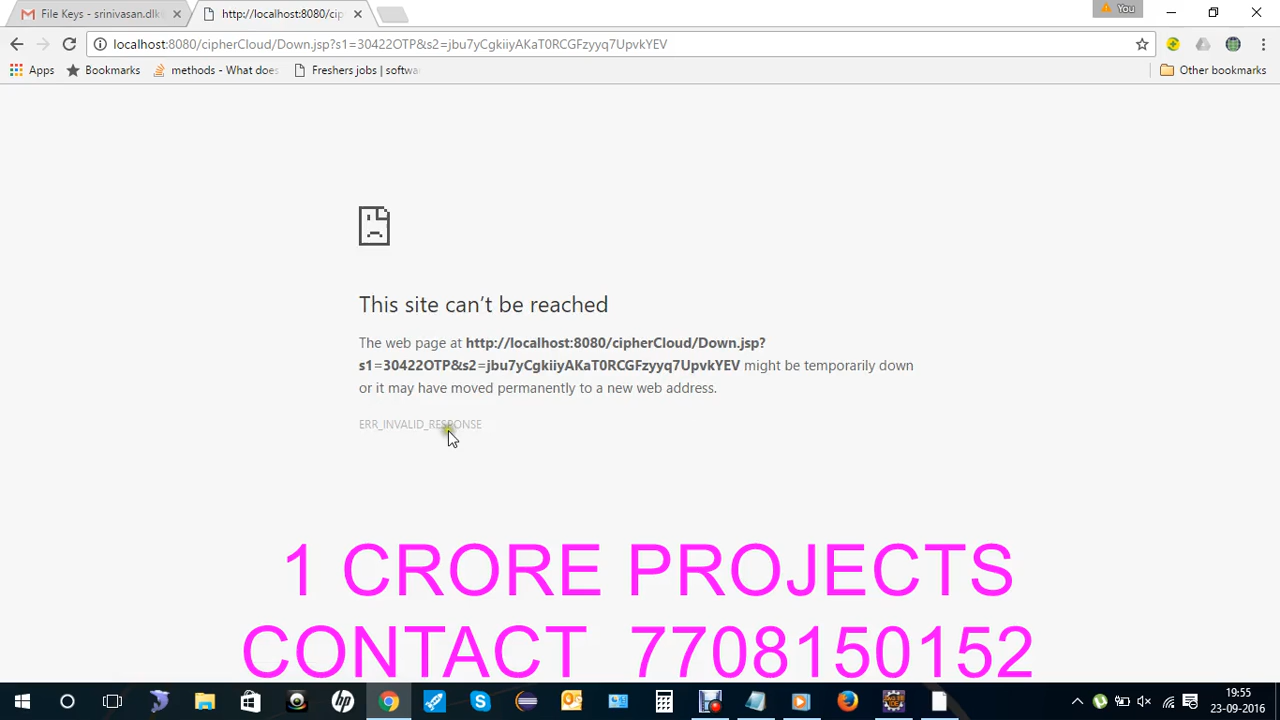 File Keys - srinivasan.dlk
http://localhost:8080/cip
You
localhost:8080/cipherCloud/Down.jsp?s1=30422OTP&s2=jbu7yCgkiiyAKaT0RCGFzyyq7UpvkYEV
Apps
Bookmarks
methods - What does
Freshers jobs | softwa
Other bookmarks
This site can't be reached
The web page at http://localhost:8080/cipherCloud/Down.jsp?
s1=30422OTP&s2=jbu7yCgkiiyAKaT0RCGFzyyq7UpvkYEV might be temporarily down
or it may have moved permanently to a new web address.
ERR_INVALID_RESPONSE
1 CRORE PROJECTS
CONTACT 7708150152
19:55
23-09-2016